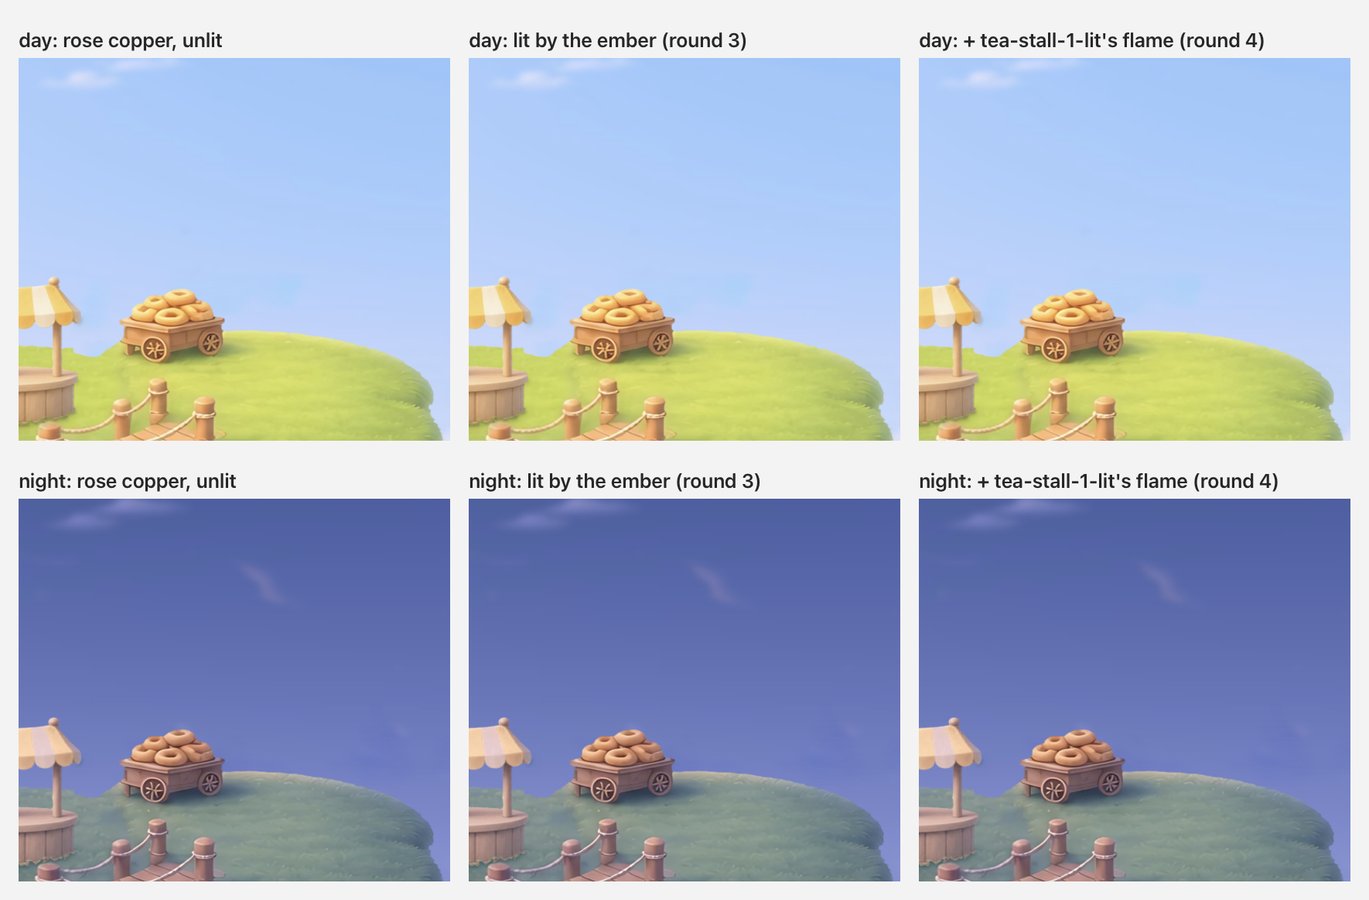 day: rose copper, unlit
day: lit by the ember (round 3)
day: + tea-stall-1-lit's flame (round 4)
night: rose copper, unlit
night: lit by the ember (round 3)
night: + tea-stall-1-lit's flame (round 4)